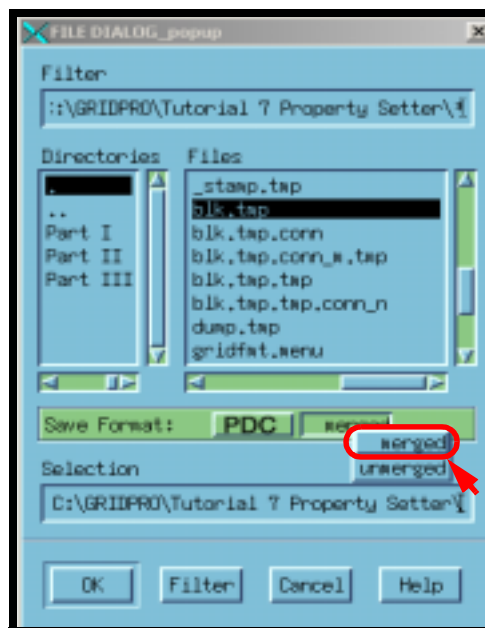 FILE DIALOG_popup
Filter
:\GRIDPRO\Tutorial 7 Property Setter\*
Directories Files
.
..
Part I
Part II
Part III
_stamp.tmp
blk.tmp
blk.tmp.conn
blk.tmp.conn_m.tmp
blk.tmp.tmp
blk.tmp.tmp.conn_n
dump.tmp
gridfmt.menu
Save Format: PDC merged
merged
unmerged
Selection
C:\GRIDPRO\Tutorial 7 Property Setter\
OK Filter Cancel Help